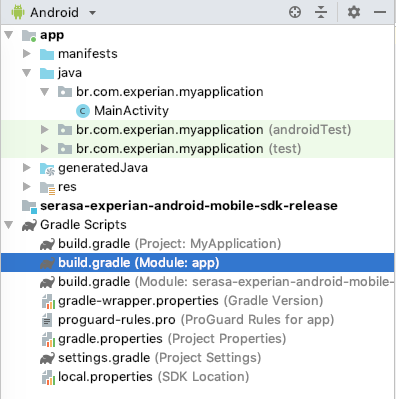 Android
app
manifests
java
br.com.experian.myapplication
C MainActivity
br.com.experian.myapplication (androidTest)
br.com.experian.myapplication (test)
generatedJava
res
serasa-experian-android-mobile-sdk-release
Gradle Scripts
build.gradle (Project: MyApplication)
build.gradle (Module: app)
build.gradle (Module: serasa-experian-android-mobile-
gradle-wrapper.properties (Gradle Version)
proguard-rules.pro (ProGuard Rules for app)
gradle.properties (Project Properties)
settings.gradle (Project Settings)
local.properties (SDK Location)